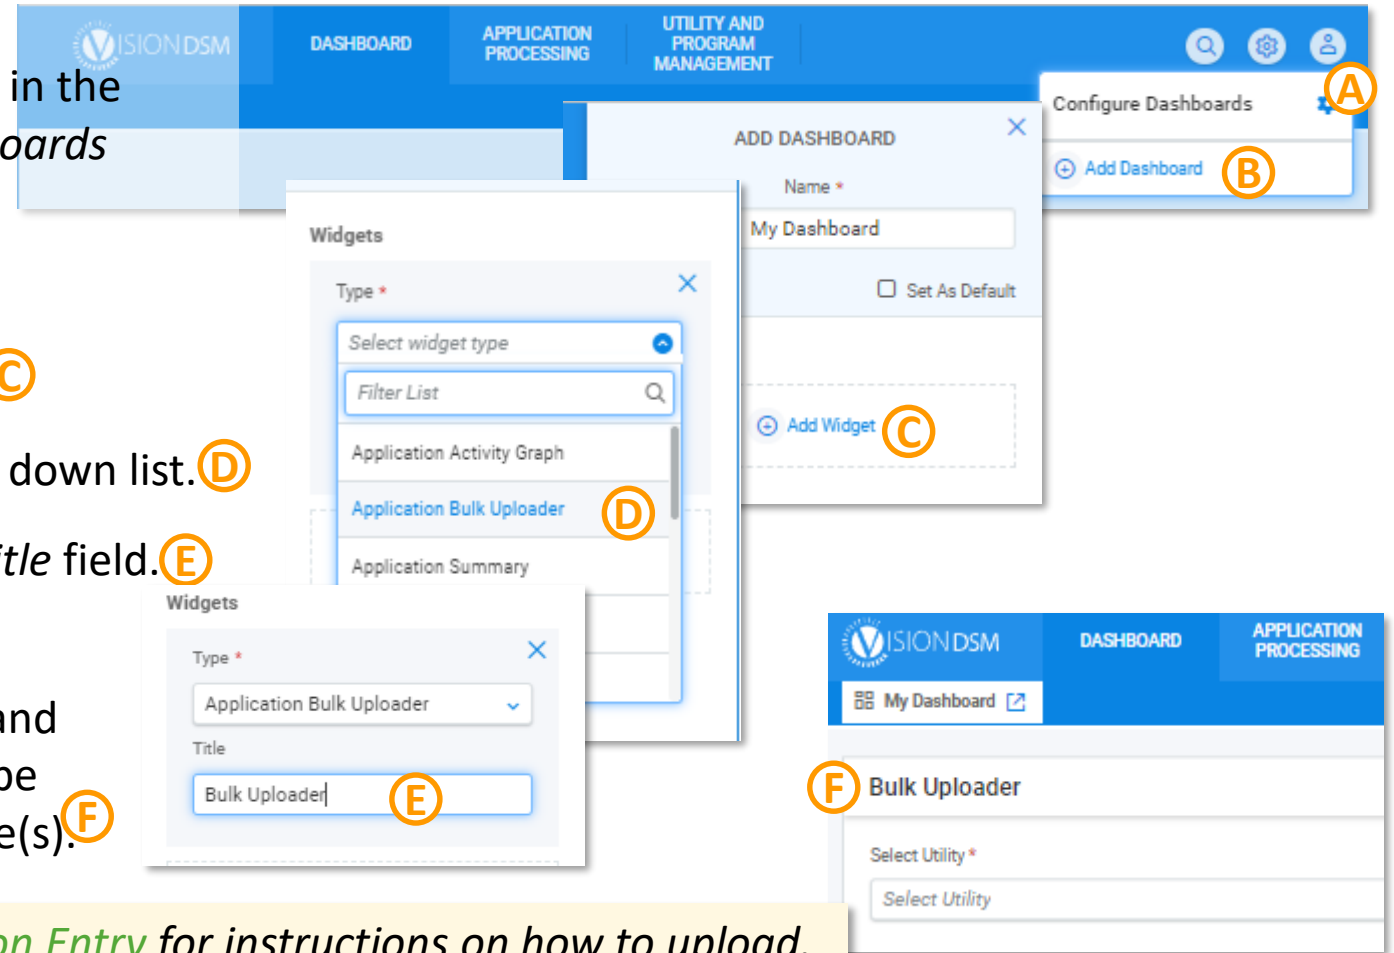 VISIONDSM
DASHBOARD
APPLICATION PROCESSING
UTILITY AND PROGRAM MANAGEMENT
in the
oards
C
down list. D
itle field. E
and
be
e(s). F
Configure Dashboards
A
Add Dashboard
B
ADD DASHBOARD
Name *
My Dashboard
Set As Default
Add Widget
C
Widgets
Type *
Select widget type
Filter List
Application Activity Graph
Application Bulk Uploader
D
Application Summary
Widgets
Type *
Application Bulk Uploader
Title
Bulk Uploader
E
VISIONDSM
DASHBOARD
APPLICATION PROCESSING
My Dashboard
F
Bulk Uploader
Select Utility *
Select Utility
on Entry for instructions on how to upload.